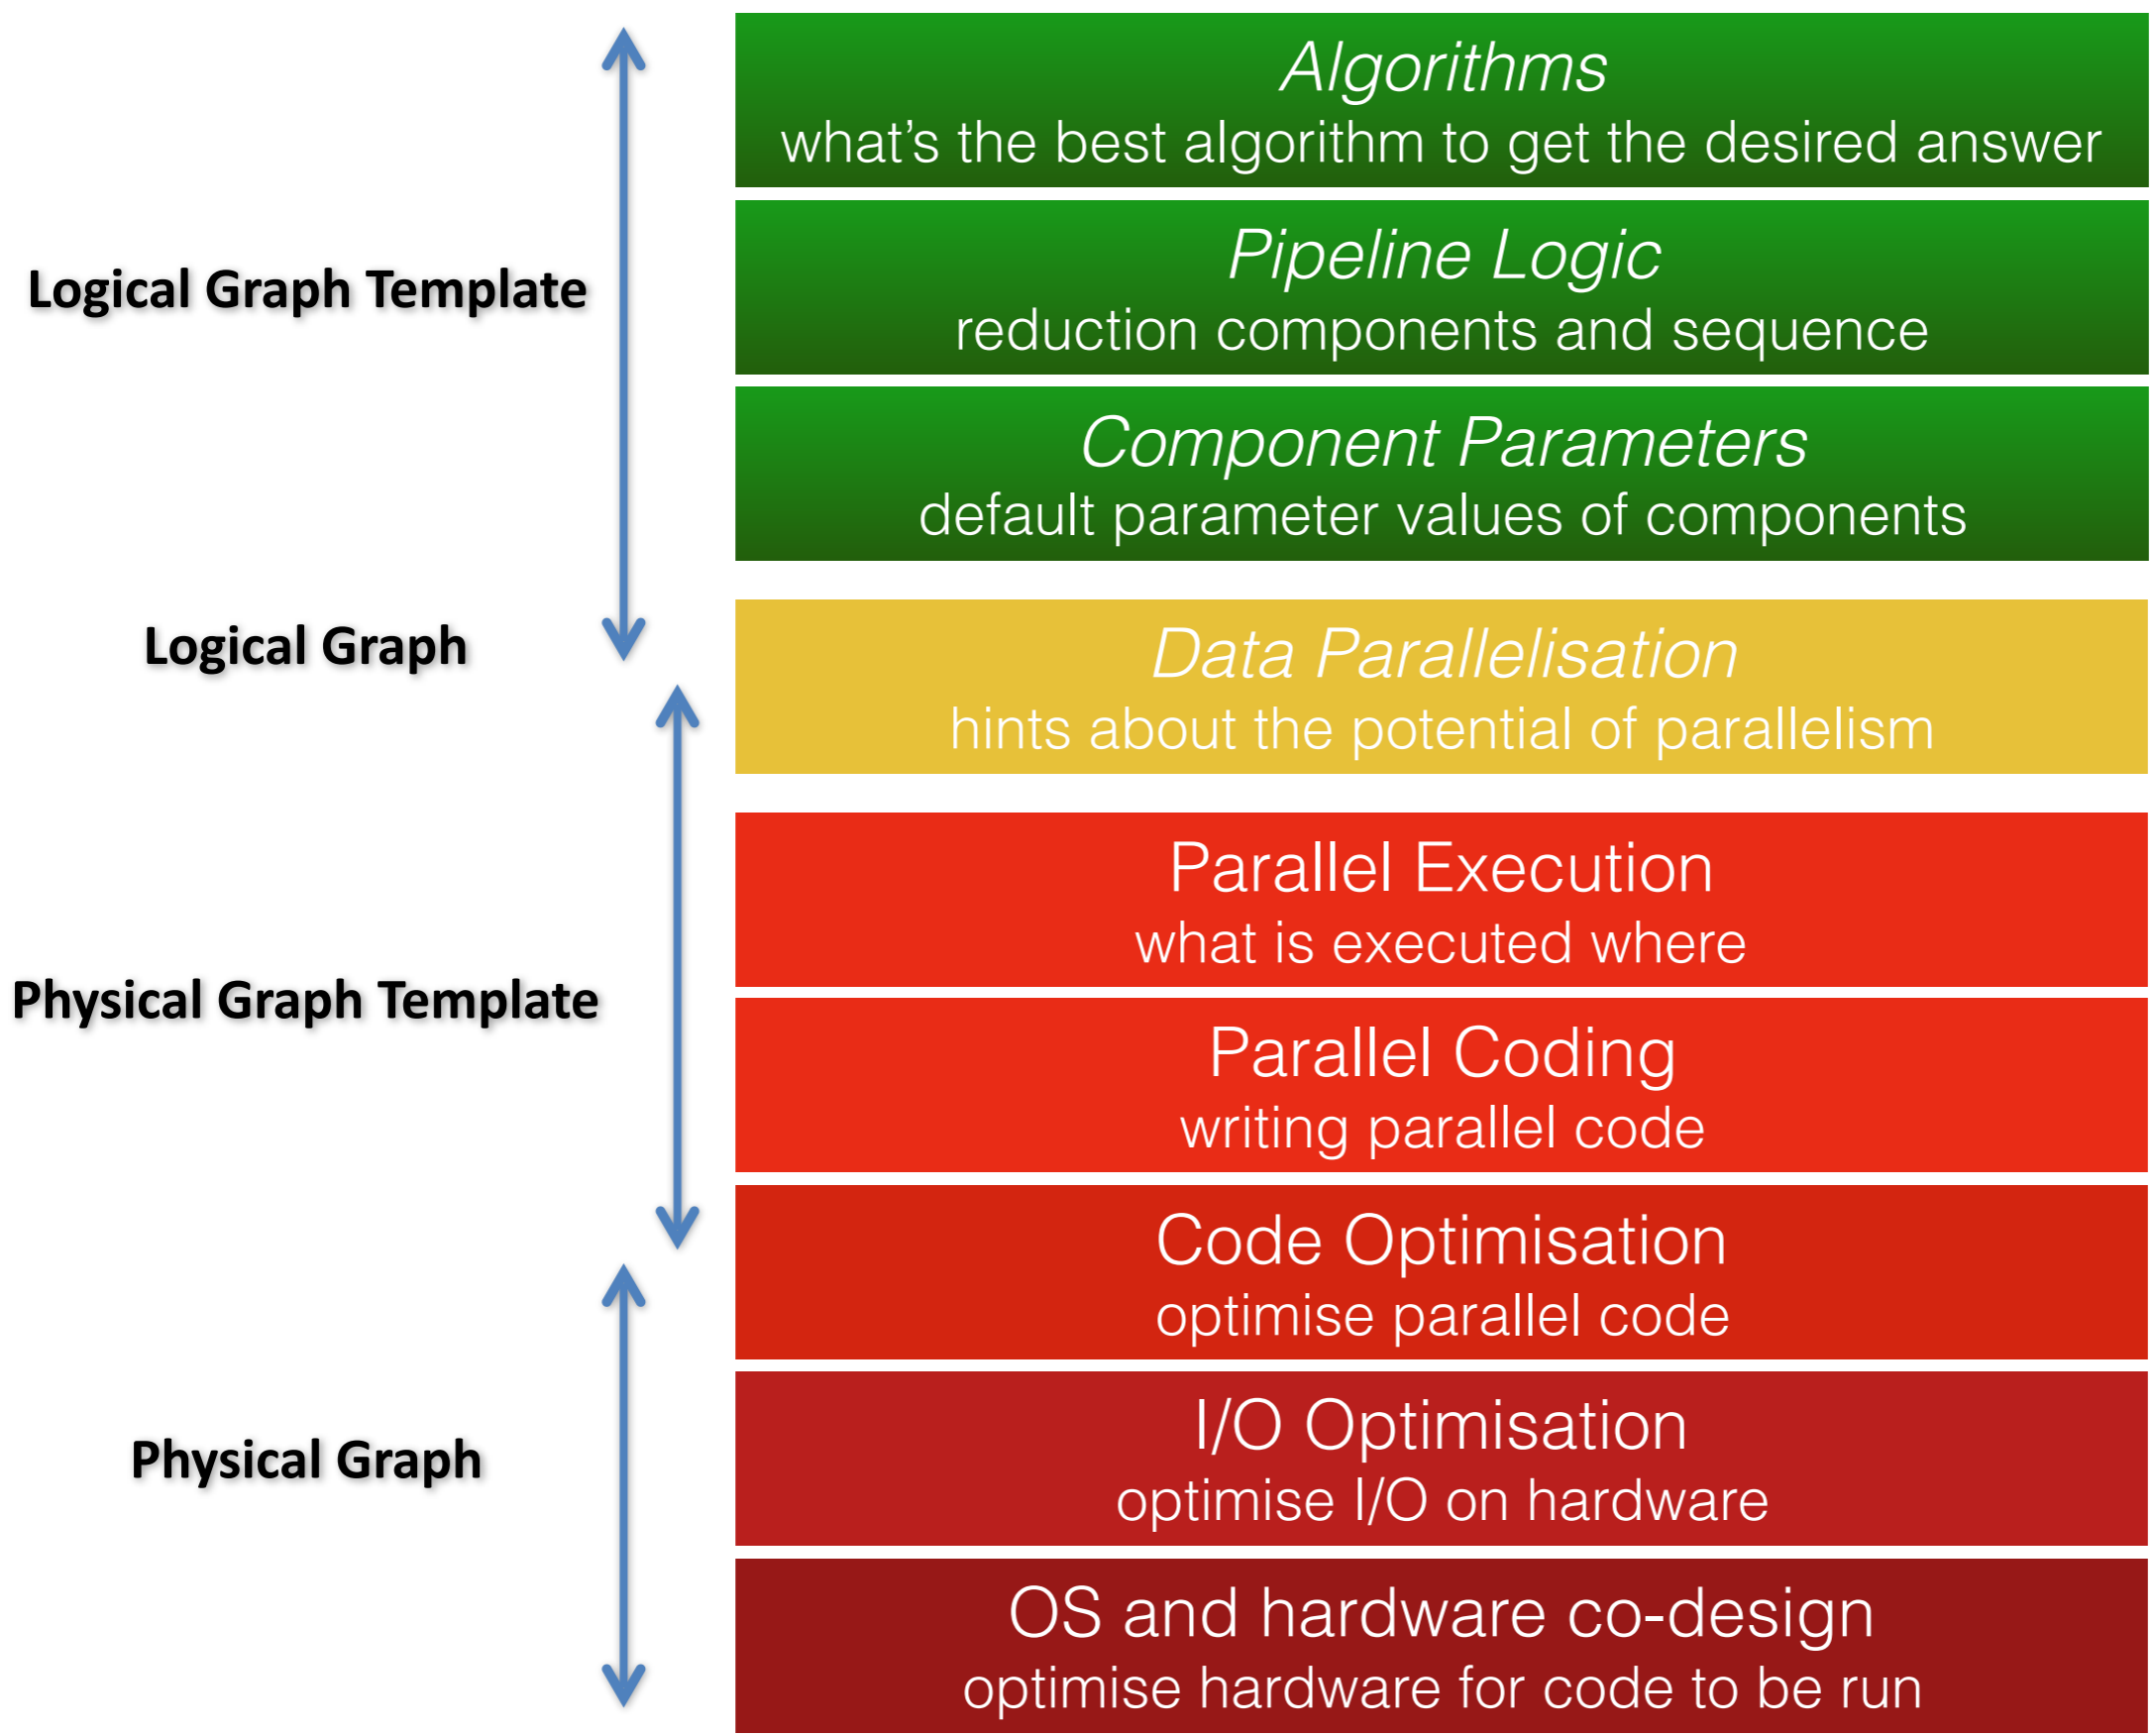 Algorithms
what’s the best algorithm to get the desired answer
Logical Graph Template
Pipeline Logic
reduction components and sequence
Component Parameters
default parameter values of components
Logical Graph
Data Parallelisation
hints about the potential of parallelism
Parallel Execution
what is executed where
Physical Graph Template
Parallel Coding
writing parallel code
Code Optimisation
optimise parallel code
Physical Graph
I/O Optimisation
optimise I/O on hardware
OS and hardware co-design
optimise hardware for code to be run